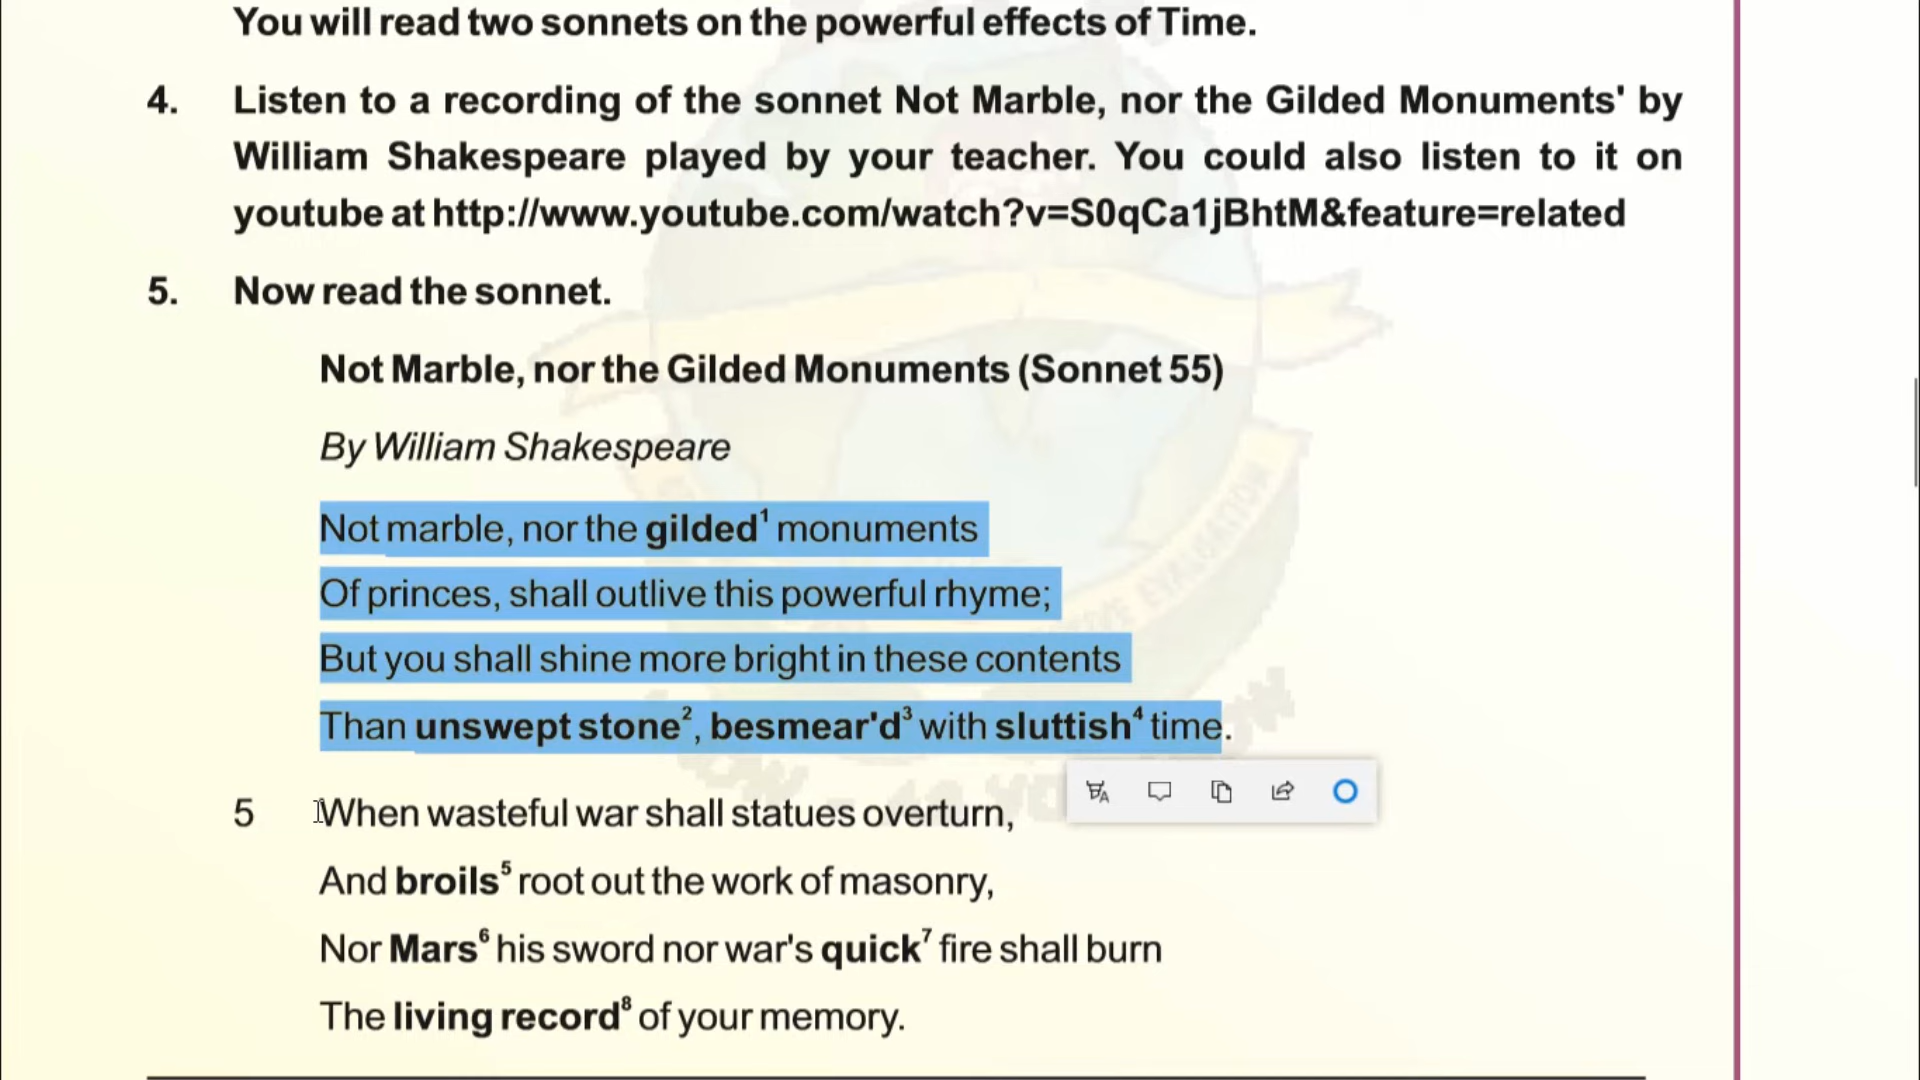 You will read two sonnets on the powerful effects of Time.
4. Listen to a recording of the sonnet Not Marble, nor the Gilded Monuments' by
William Shakespeare played by your teacher. You could also listen to it on
youtube at http://www.youtube.com/watch?v=S0qCa1jBhtM&feature=related
5. Now read the sonnet.
Not Marble, nor the Gilded Monuments (Sonnet 55)
By William Shakespeare
Not marble, nor the gilded¹ monuments
Of princes, shall outlive this powerful rhyme;
But you shall shine more bright in these contents
Than unswept stone², besmear'd³ with sluttish⁴ time.
5 When wasteful war shall statues overturn,
And broils⁵ root out the work of masonry,
Nor Mars⁶ his sword nor war's quick⁷ fire shall burn
The living record⁸ of your memory.